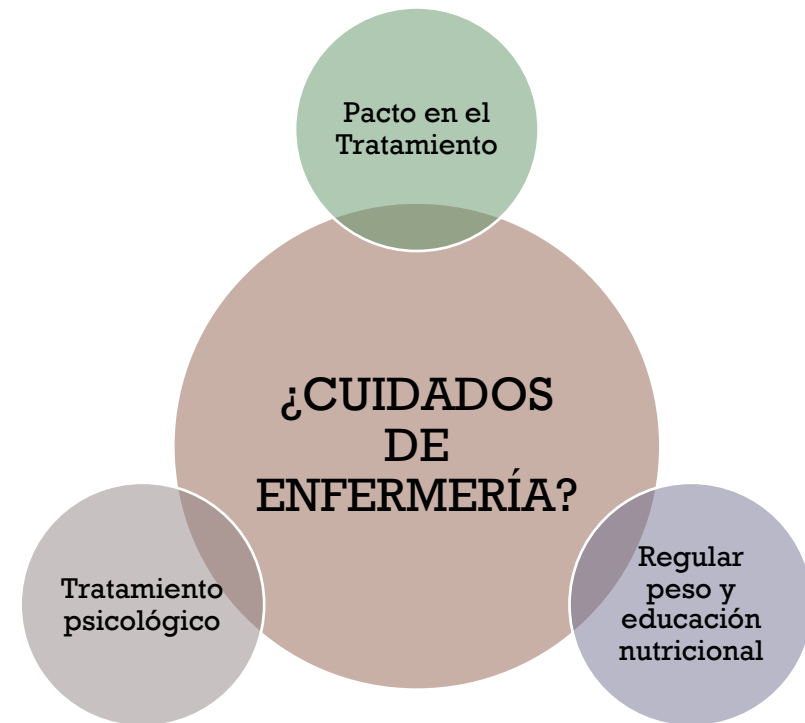 Pacto en el
Tratamiento
¿CUIDADOS
DE
ENFERMERÍA?
Tratamiento
psicológico
Regular
peso y
educación
nutricional